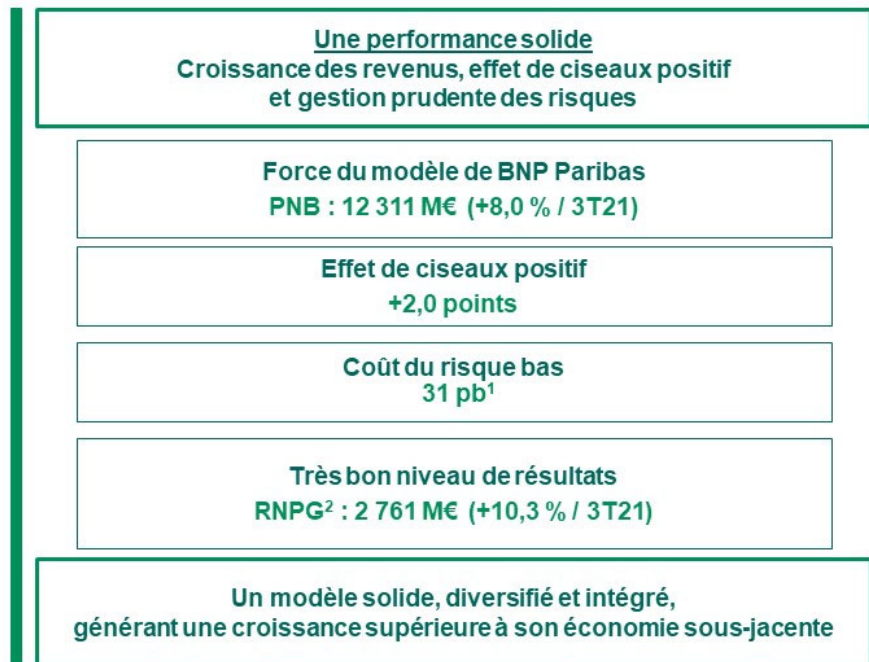 Une performance solide
Croissance des revenus, effet de ciseaux positif
et gestion prudente des risques
Force du modèle de BNP Paribas
PNB : 12 311 M€ (+8,0 % / 3T21)
Effet de ciseaux positif
+2,0 points
Coût du risque bas
31 pb¹
Très bon niveau de résultats
RNPG² : 2 761 M€ (+10,3 % / 3T21)
Un modèle solide, diversifié et intégré,
générant une croissance supérieure à son économie sous-jacente